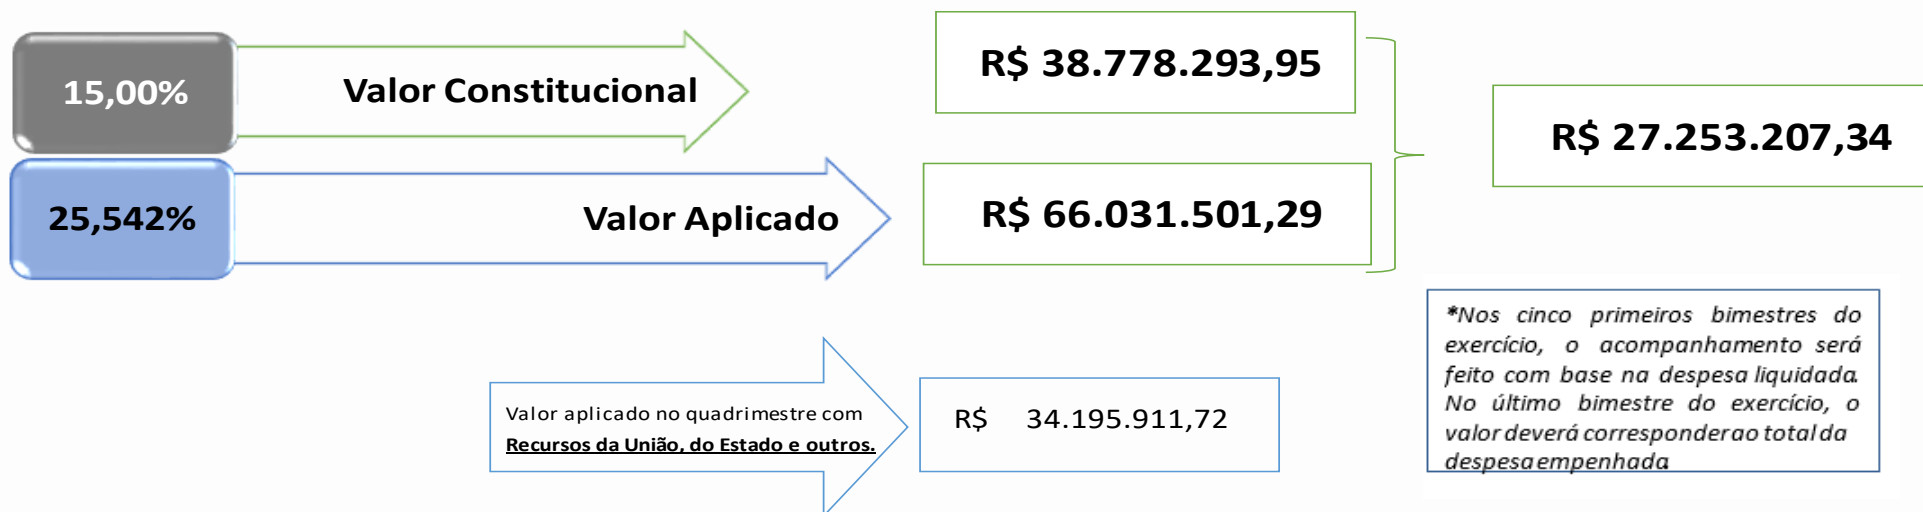 15,00%
Valor Constitucional
R$ 38.778.293,95
R$ 27.253.207,34
25,542%
Valor Aplicado
R$ 66.031.501,29
Valor aplicado no quadrimestre com
Recursos da União, do Estado e outros.
R$ 34.195.911,72
*Nos cinco primeiros bimestres do
exercício, o acompanhamento será
feito com base na despesa liquidada.
No último bimestre do exercício, o
valor deverá corresponder ao total da
despesa empenhada